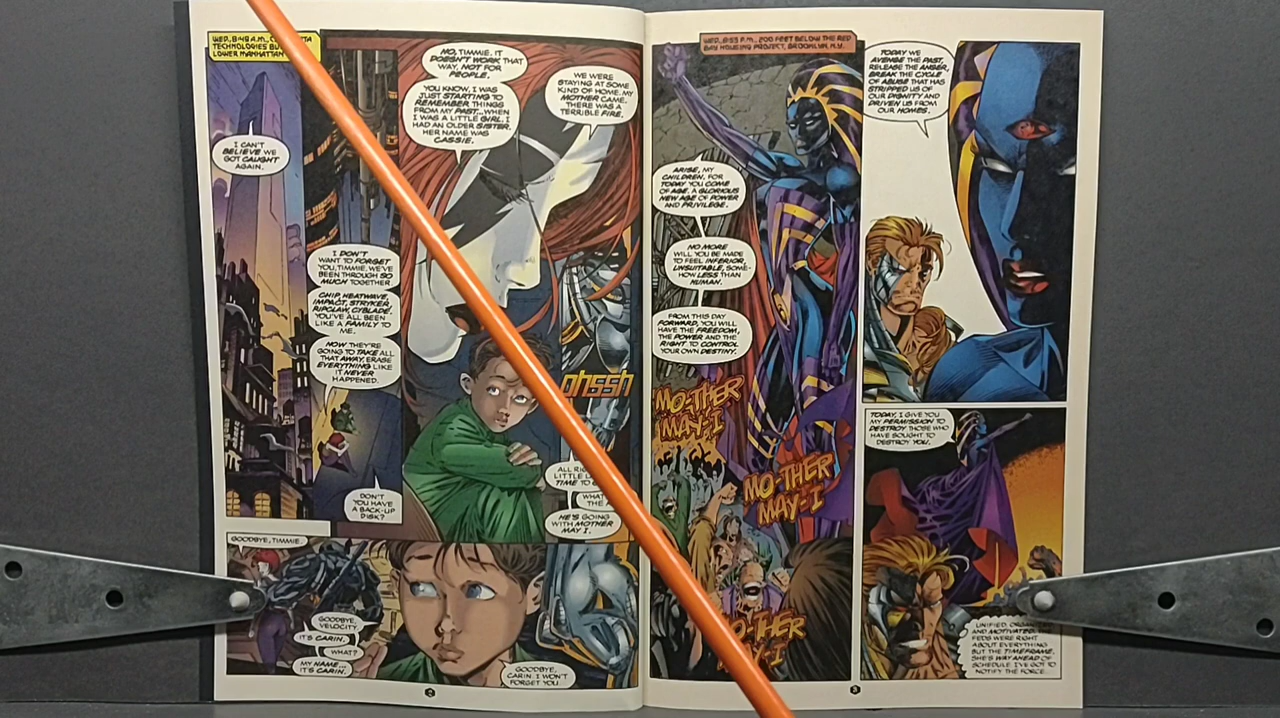 WED., 8:49 A.M.,
TECHNOLOGIES
LOWER MANHATTAN
I CAN'T
BELIEVE WE
GOT CAUGHT
AGAIN.
I DON'T
WANT TO FORGET
YOU, TIMMIE. WE'VE
BEEN THROUGH SO
MUCH TOGETHER.
CHIP, HEATWAVE,
IMPACT, STRYKER,
RIPCLAW, CYBLADE.
YOU'VE ALL BEEN
LIKE A FAMILY TO
ME.
NOW THEY'RE
GOING TO TAKE ALL
THAT AWAY, ERASE
EVERYTHING LIKE
IT NEVER
HAPPENED.
DON'T
YOU HAVE
A BACK-UP
DISK?
NO, TIMMIE. IT
DOESN'T WORK THAT
WAY, NOT FOR
PEOPLE.
YOU KNOW, I WAS
JUST STARTING TO
REMEMBER THINGS
FROM MY PAST...WHEN
I WAS A LITTLE GIRL. I
HAD AN OLDER SISTER.
HER NAME WAS
CASSIE.
WE WERE
STAYING AT SOME
KIND OF HOME. MY
MOTHER CAME.
THERE WAS A
TERRIBLE FIRE.
ohssh
ALL
LITTLE
TIME TO
WHAT
THE
HE'S GOING
WITH MOTHER
MAY I.
GOODBYE, TIMMIE.
GOODBYE,
VELOCITY.
IT'S CARIN.
WHAT?
MY NAME...
IT'S CARIN.
GOODBYE,
CARIN. I WON'T
FORGET YOU.
2
WED., 8:53 P.M., 200 FEET BELOW THE RED
BAY HOUSING PROJECT, BROOKLYN, N.Y.
ARISE, MY
CHILDREN, FOR
TODAY YOU COME
OF AGE. A GLORIOUS
NEW AGE OF POWER
AND PRIVILEGE.
NO MORE
WILL YOU BE MADE
TO FEEL INFERIOR,
UNSUITABLE, SOME-
HOW LESS THAN
HUMAN.
FROM THIS DAY
FORWARD, YOU WILL
HAVE THE FREEDOM,
THE POWER AND THE
RIGHT TO CONTROL
YOUR OWN DESTINY.
MO-THER
MAY-I
MO-THER
MAY-I
MO-THER
MAY-I
TODAY WE
AVENGE THE PAST,
RELEASE THE ANGER,
BREAK THE CYCLE
OF ABUSE THAT HAS
STRIPPED US OF
OUR DIGNITY AND
DRIVEN US FROM
OUR HOMES.
TODAY, I GIVE YOU
MY PERMISSION TO
DESTROY THOSE WHO
HAVE SOUGHT TO
DESTROY YOU.
UNIFIED, ORGANIZED
AND MOTIVATED.
FEDS WERE RIGHT
ABOUT EVERYTHING
BUT THE TIMEFRAME.
SHE'S WAY AHEAD OF
SCHEDULE. I'VE GOT TO
NOTIFY THE FORCE...
3